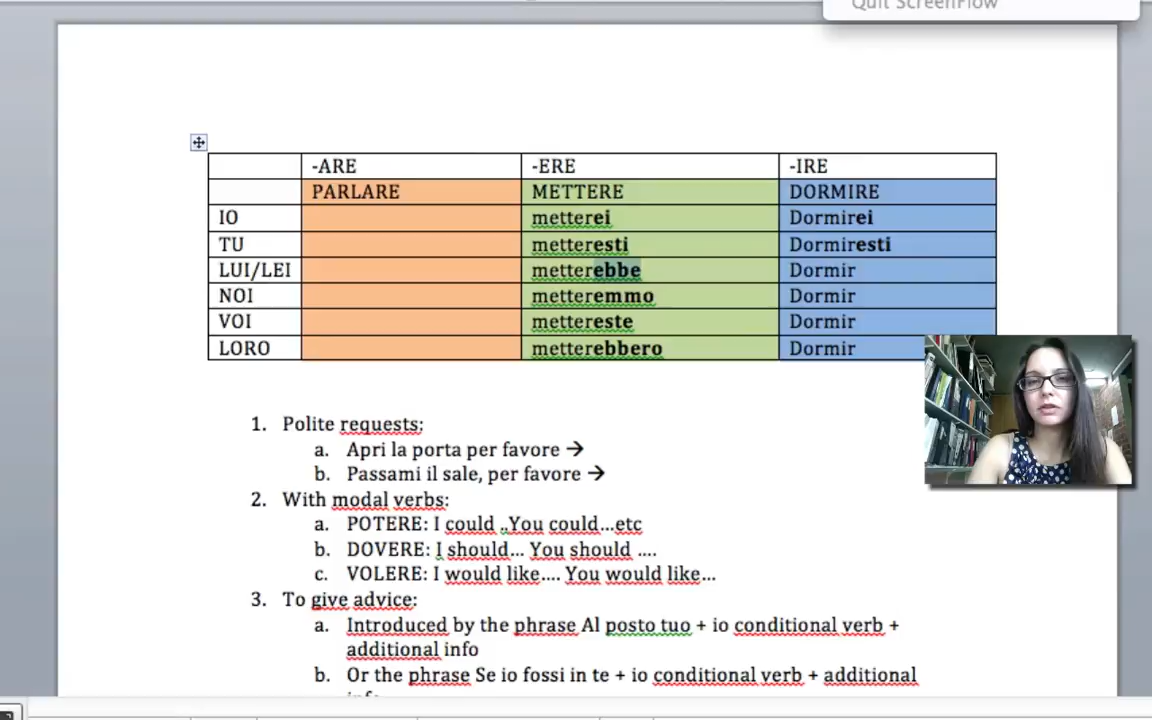 Quit ScreenFlow
-ARE -ERE -IRE
PARLARE METTERE DORMIRE
IO metterei Dormirei
TU metteresti Dormiresti
LUI/LEI metterebbe Dormir
NOI metteremmo Dormir
VOI mettereste Dormir
LORO metterebbero Dormir
1. Polite requests:
a. Apri la porta per favore →
b. Passami il sale, per favore →
2. With modal verbs:
a. POTERE: I could ..You could...etc
b. DOVERE: I should... You should ....
c. VOLERE: I would like.... You would like...
3. To give advice:
a. Introduced by the phrase Al posto tuo + io conditional verb +
additional info
b. Or the phrase Se io fossi in te + io conditional verb + additional